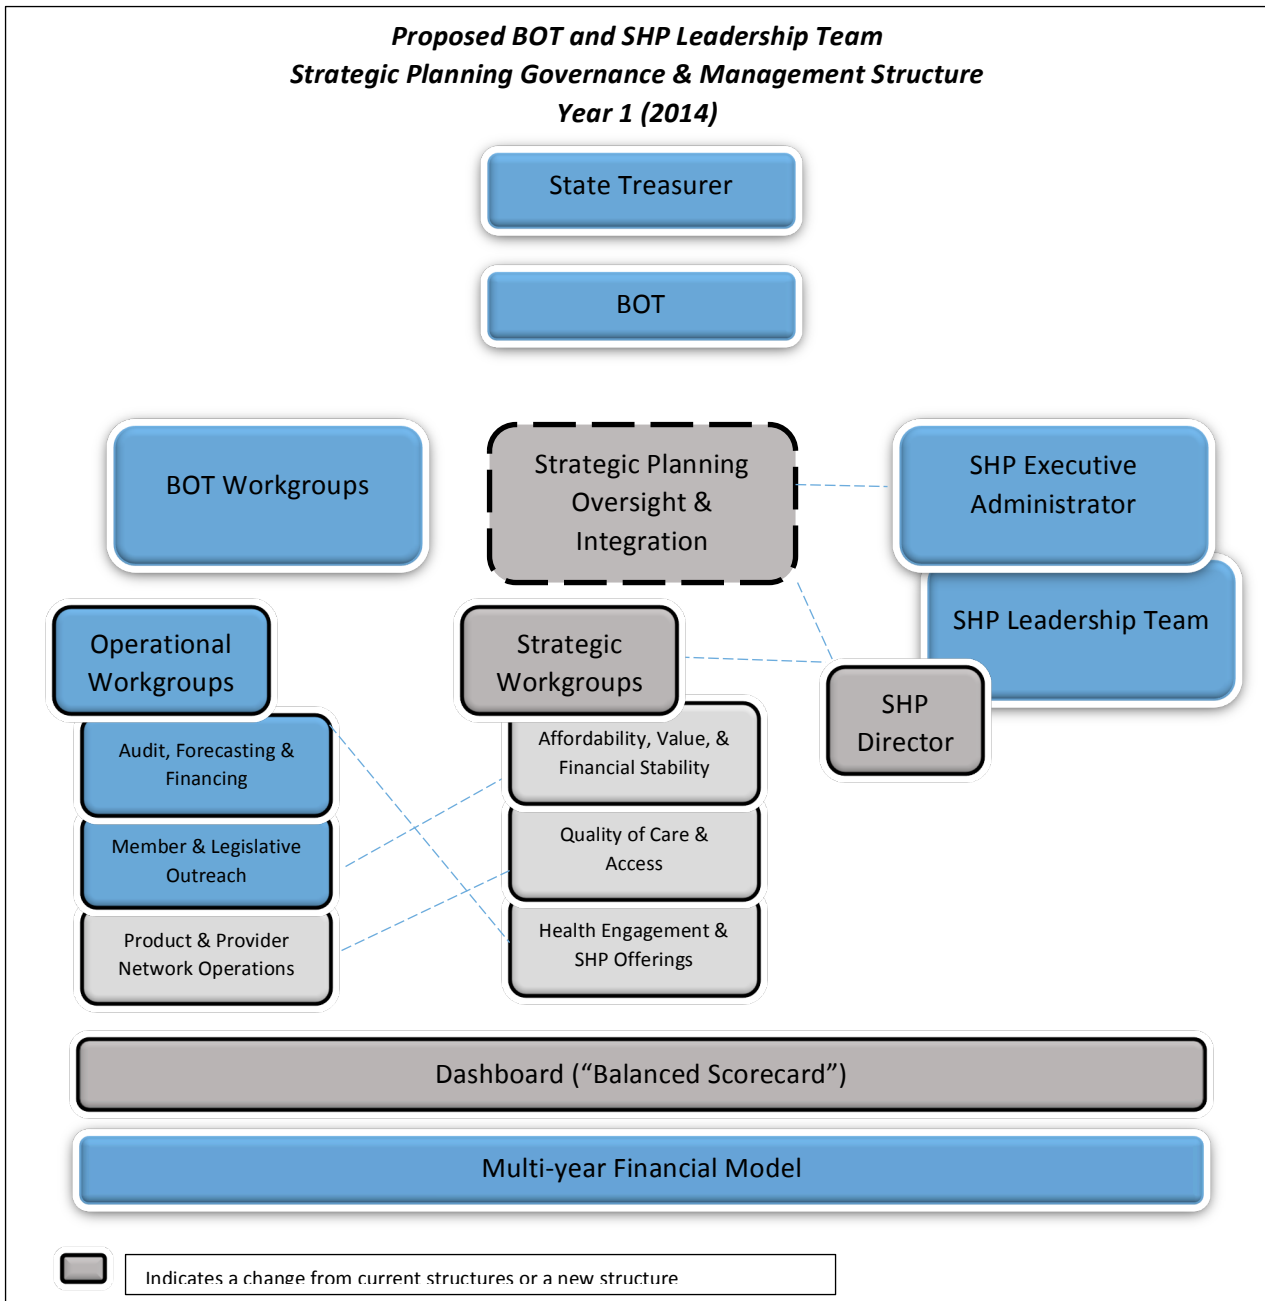 Proposed BOT and SHP Leadership Team
Strategic Planning Governance & Management Structure
Year 1 (2014)
State Treasurer
BOT
BOT Workgroups
Strategic Planning
Oversight &
Integration
SHP Executive
Administrator
SHP Leadership Team
SHP
Director
Operational
Workgroups
Audit, Forecasting &
Financing
Member & Legislative
Outreach
Product & Provider
Network Operations
Strategic
Workgroups
Affordability, Value, &
Financial Stability
Quality of Care &
Access
Health Engagement &
SHP Offerings
Dashboard (“Balanced Scorecard”)
Multi-year Financial Model
Indicates a change from current structures or a new structure